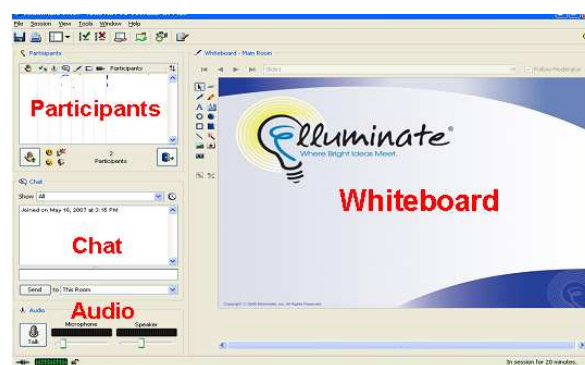 File Session View Tools Window Help
Participants
Participants
Participants
2
Participants
Chat
Show All
Joined on May 16, 2007 at 2:15 PM
Chat
Send to This Room
Audio
Audio
Microphone Speaker
Talk
Whiteboard - Main Room
Follow Moderator
elluminate®
Where Bright Ideas Meet.
Whiteboard
In session for 20 minutes.